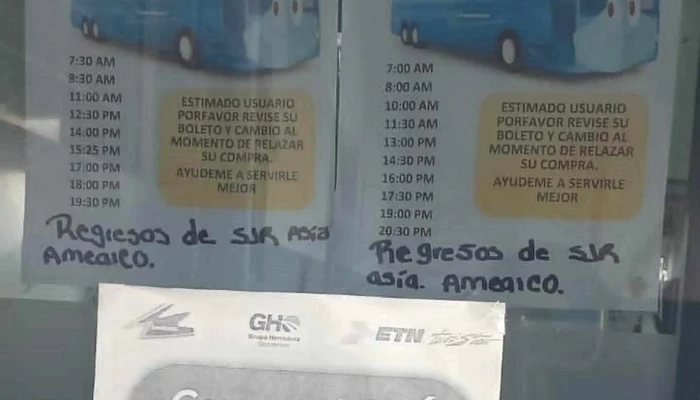 7:30 AM
8:30 AM
11:00 AM
12:30 PM
14:00 PM
15:25 PM
17:00 PM
18:00 PM
19:30 PM
ESTIMADO USUARIO
PORFAVOR REVISE SU
BOLETO Y CAMBIO AL
MOMENTO DE RELAZAR
SU COMPRA.
AYUDEME A SERVIRLE
MEJOR
Regresos de SJR Asía
Amealco.
7:00 AM
8:00 AM
10:00 AM
11:30 AM
13:00 PM
14:30 PM
16:00 PM
17:30 PM
19:00 PM
20:30 PM
ESTIMADO USUARIO
PORFAVOR REVISE SU
BOLETO Y CAMBIO AL
MOMENTO DE RELAZAR
SU COMPRA.
AYUDEME A SERVIRLE
MEJOR
Regresos de SJR
asía. Amealco.
GHO
Grupo Herradura
Occidente
ETN turistar